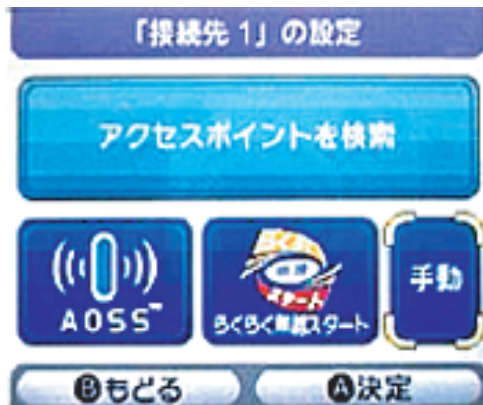 「接続先 1」の設定
アクセスポイントを検索
AOSS™
らくらく無線スタート
手動
Ⓑもどる
Ⓐ決定